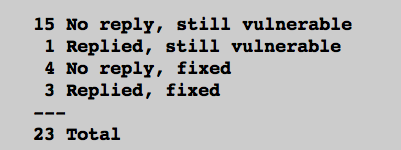 15 No reply, still vulnerable
1 Replied, still vulnerable
4 No reply, fixed
3 Replied, fixed
---
23 Total